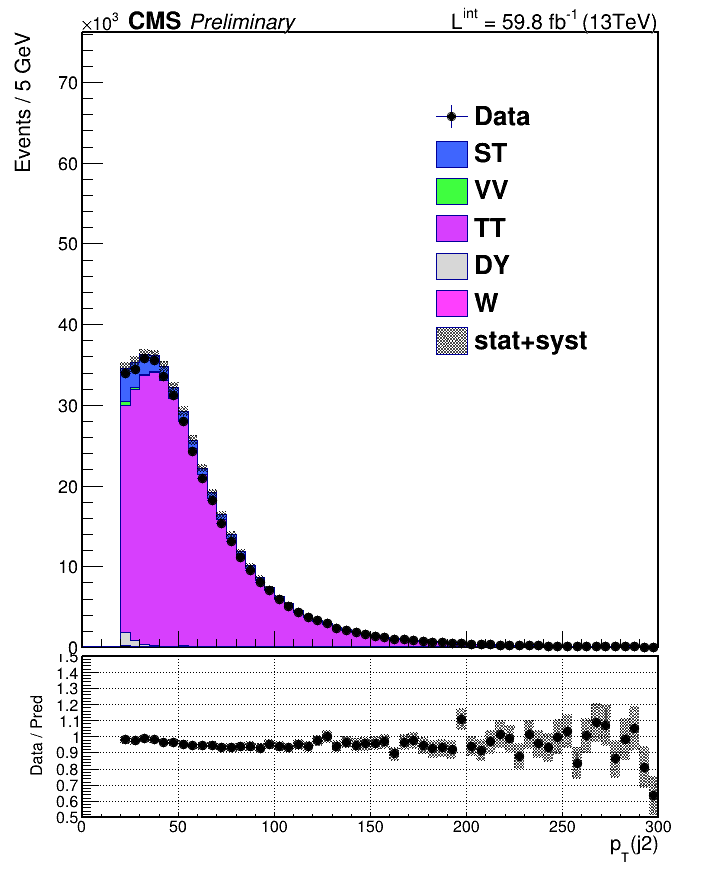 ×10³ CMS Preliminary L^int = 59.8 fb⁻¹ (13TeV)
Events / 5 GeV
70
60
50
40
30
20
10
0
Data
ST
VV
TT
DY
W
stat+syst
Data / Pred
1.5
1.4
1.3
1.2
1.1
1
0.9
0.8
0.7
0.6
0.5
0 50 100 150 200 250 300
p_T(j2)